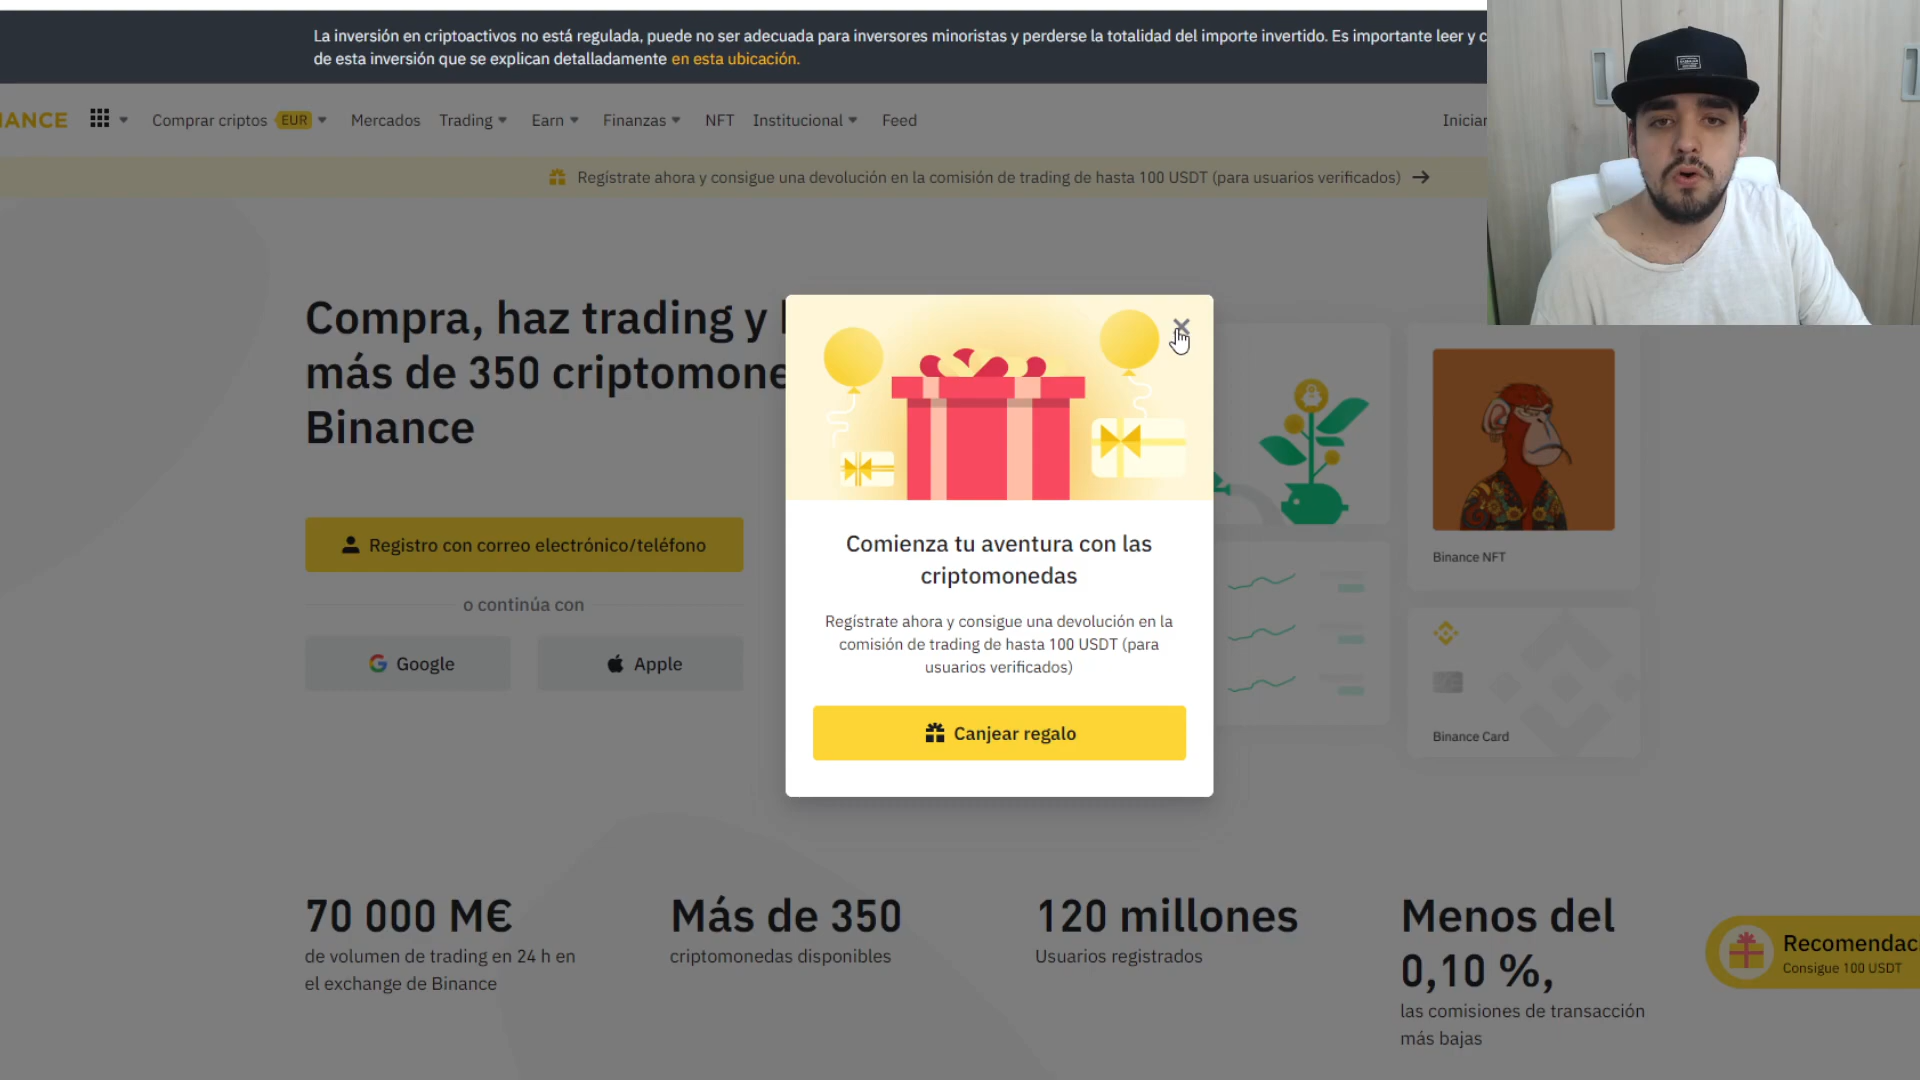 La inversión en criptoactivos no está regulada, puede no ser adecuada para inversores minoristas y perderse la totalidad del importe invertido. Es importante leer y c
de esta inversión que se explican detalladamente en esta ubicación.
ANCE
Comprar criptos EUR Mercados Trading Earn Finanzas NFT Institucional Feed Iniciar
Regístrate ahora y consigue una devolución en la comisión de trading de hasta 100 USDT (para usuarios verificados) →
Compra, haz trading y
más de 350 criptomone
Binance
Registro con correo electrónico/teléfono
o continúa con
Google
Apple
Comienza tu aventura con las
criptomonedas
Regístrate ahora y consigue una devolución en la
comisión de trading de hasta 100 USDT (para
usuarios verificados)
Canjear regalo
Binance NFT
Binance Card
70 000 M€
de volumen de trading en 24 h en
el exchange de Binance
Más de 350
criptomonedas disponibles
120 millones
Usuarios registrados
Menos del
0,10 %,
las comisiones de transacción
más bajas
Recomendac
Consigue 100 USDT